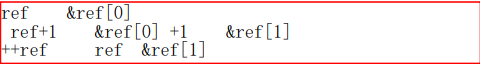 ref &ref[0]
ref+1 &ref[0] +1 &ref[1]
++ref ref &ref[1]